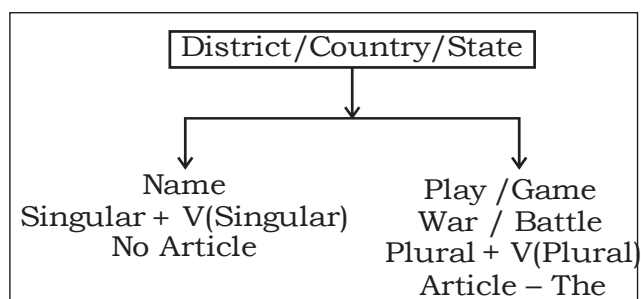 District/Country/State
Name
Singular + V(Singular)
No Article
Play /Game
War / Battle
Plural + V(Plural)
Article – The